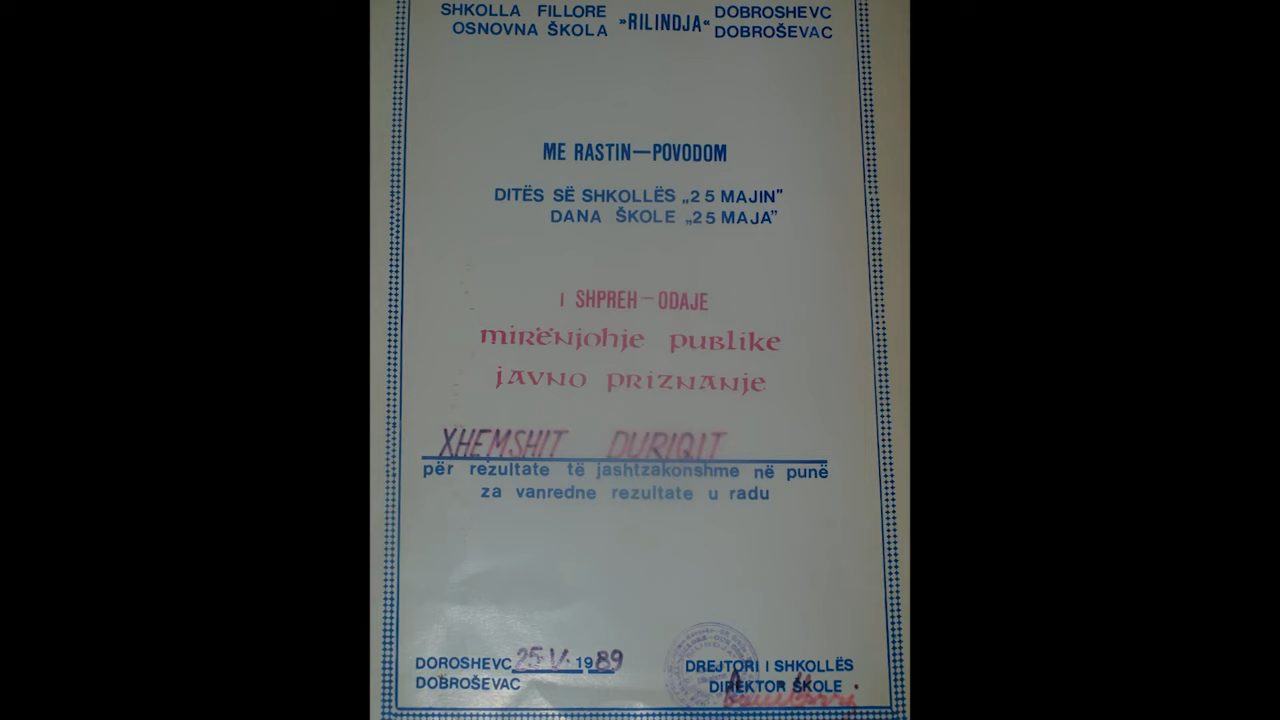 SHKOLLA FILLORE »RILINDJA« DOBROSHEVC
OSNOVNA ŠKOLA DOBROŠEVAC
ME RASTIN—POVODOM
DITËS SË SHKOLLËS „25 MAJIN"
DANA ŠKOLE „25 MAJA”
I SHPREH—ODAJE
mirënjohje publike
javno priznanje
XHEMSHIT DURIQIT
për rezultate të jashtzakonshme në punë
za vanredne rezultate u radu
DOROSHEVC 25. V. 1989
DOBROŠEVAC
DREJTORI I SHKOLLËS
DIREKTOR ŠKOLE